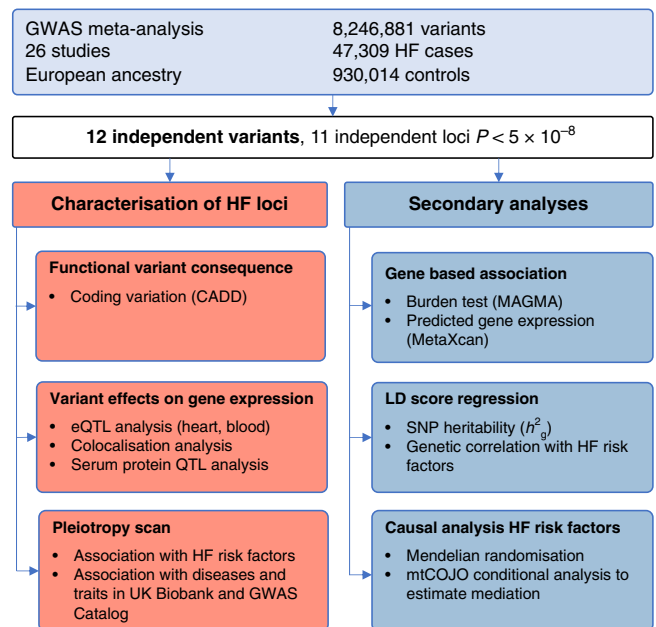 GWAS meta-analysis 8,246,881 variants
26 studies 47,309 HF cases
European ancestry 930,014 controls
12 independent variants, 11 independent loci P < 5 × 10⁻⁸
Characterisation of HF loci
Functional variant consequence
• Coding variation (CADD)
Variant effects on gene expression
• eQTL analysis (heart, blood)
• Colocalisation analysis
• Serum protein QTL analysis
Pleiotropy scan
• Association with HF risk factors
• Association with diseases and
traits in UK Biobank and GWAS
Catalog
Secondary analyses
Gene based association
• Burden test (MAGMA)
• Predicted gene expression
(MetaXcan)
LD score regression
• SNP heritability (h²g)
• Genetic correlation with HF risk
factors
Causal analysis HF risk factors
• Mendelian randomisation
• mtCOJO conditional analysis to
estimate mediation